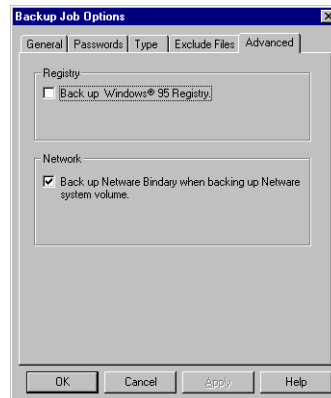 Backup Job Options
General Passwords Type Exclude Files Advanced
Registry
Back up Windows® 95 Registry.
Network
Back up Netware Bindary when backing up Netware
system volume.
OK Cancel Apply Help